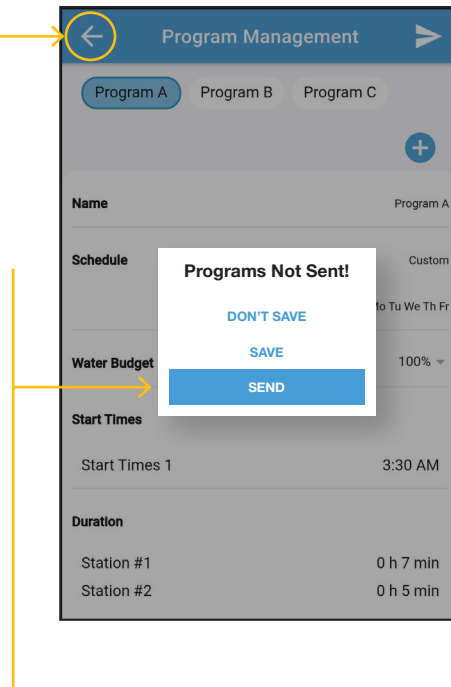 Program Management
Program A Program B Program C
Name Program A
Schedule Custom
Mo Tu We Th Fr
Programs Not Sent!
DON'T SAVE
SAVE
SEND
Water Budget 100%
Start Times
Start Times 1 3:30 AM
Duration
Station #1 0 h 7 min
Station #2 0 h 5 min